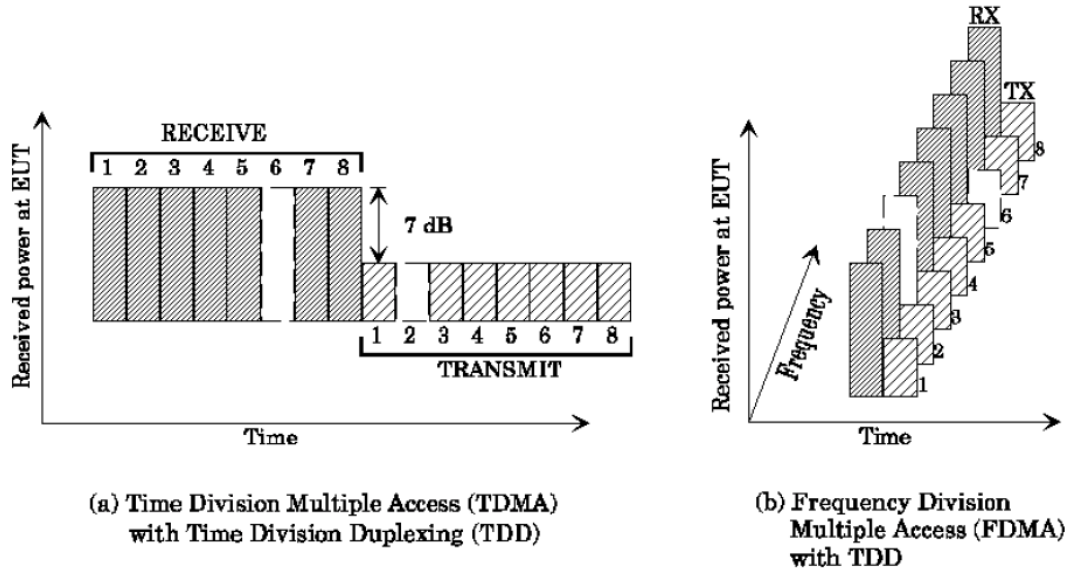 RECEIVE
1 2 3 4 5 6 7 8
7 dB
1 2 3 4 5 6 7 8
TRANSMIT
Received power at EUT
Time
(a) Time Division Multiple Access (TDMA)
with Time Division Duplexing (TDD)
RX
TX
8
7
6
5
4
3
2
1
Frequency
Received power at EUT
Time
(b) Frequency Division
Multiple Access (FDMA)
with TDD